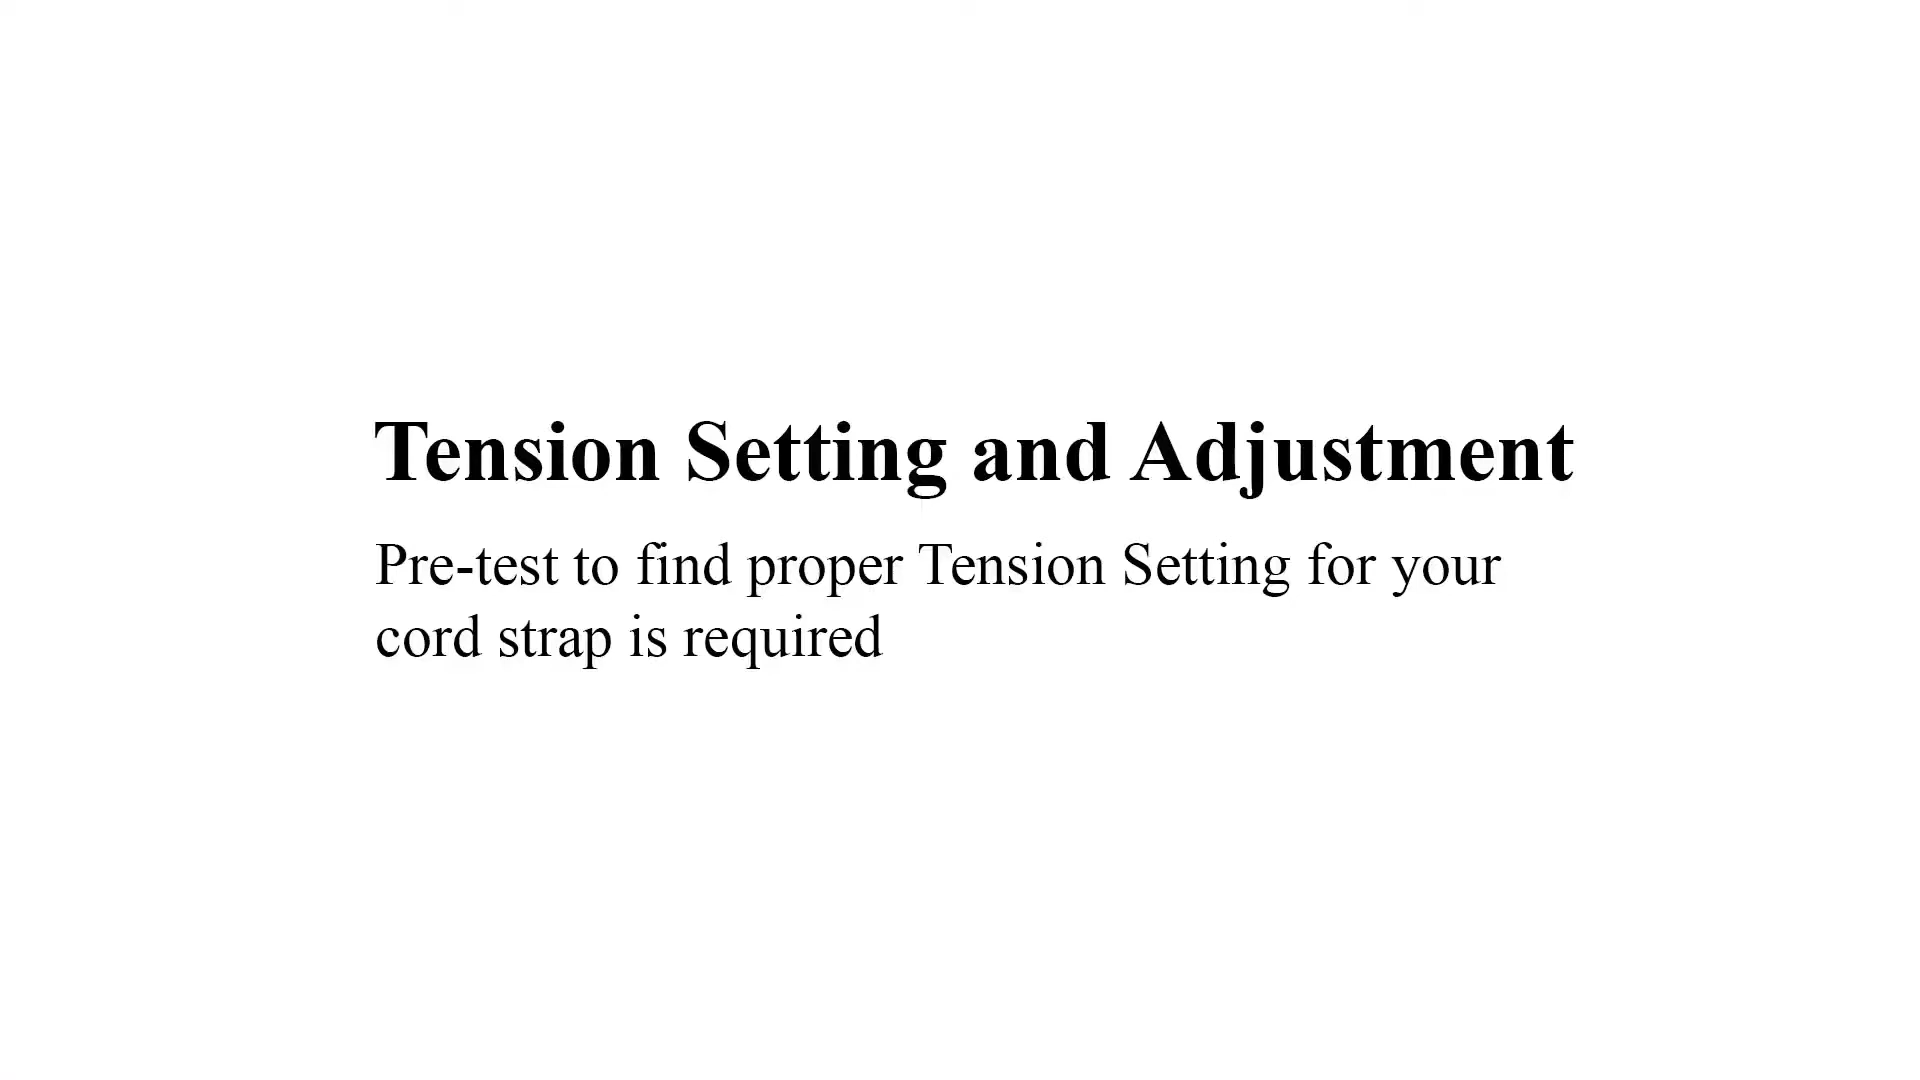 Tension Setting and Adjustment
Pre-test to find proper Tension Setting for your
cord strap is required